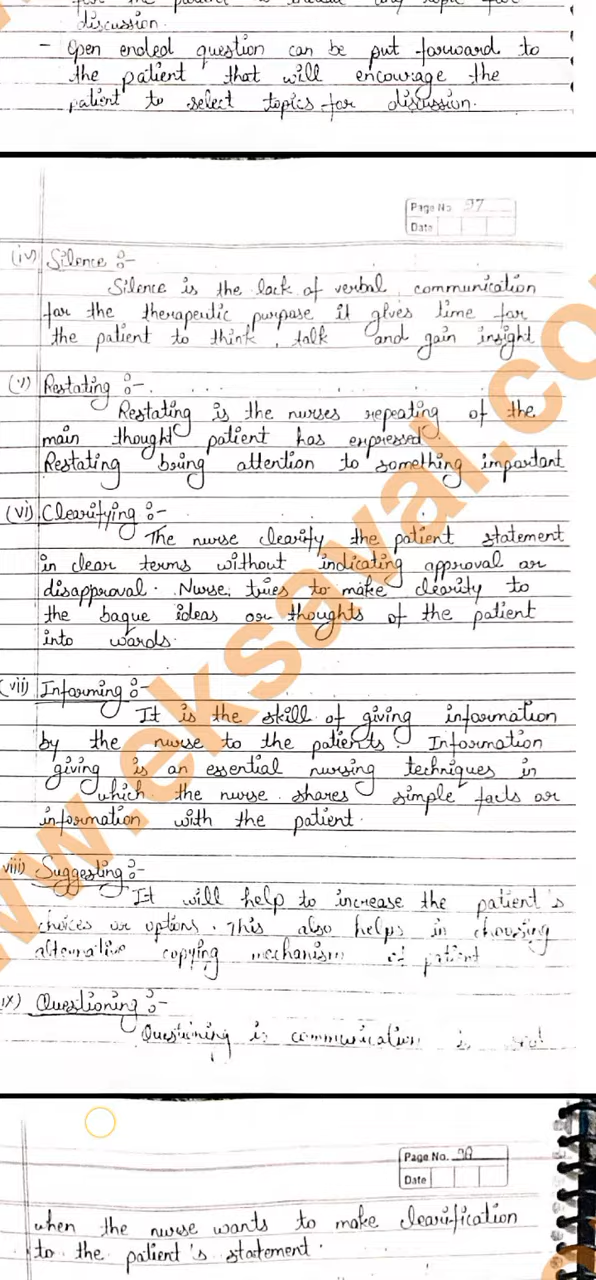 discussion.
- Open ended question can be put forward to
the patient that will encourage the
patient to select topics for discussion.
Page No. 97
Date
(iv) Silence :-
Silence is the lack of verbal communication
for the therapeutic purpose it gives time for
the patient to think, talk and gain insight
(v) Restating :-
Restating is the nurses repeating of the
main thought patient has expressed.
Restating being attention to something important
(vi) Clearifying :-
The nurse clearify the patient statement
in clear terms without indicating approval or
disapproval. Nurse, tries to make clearity to
the bague ideas or thoughts of the patient
into words.
(vii) Informing :-
It is the skill of giving information
by the nurse to the patients. Information
giving is an essential nursing techniques in
which the nurse shares simple facts or
information with the patient.
viii) Suggesting :-
It will help to increase the patient's
choices or options. This also helps in choosing
alternative copying mechanism of patient
ix) Questioning :-
Questioning is communication is
Page No. 98
Date
when the nurse wants to make clearification
to the patient's statement.
www.eksaval.co